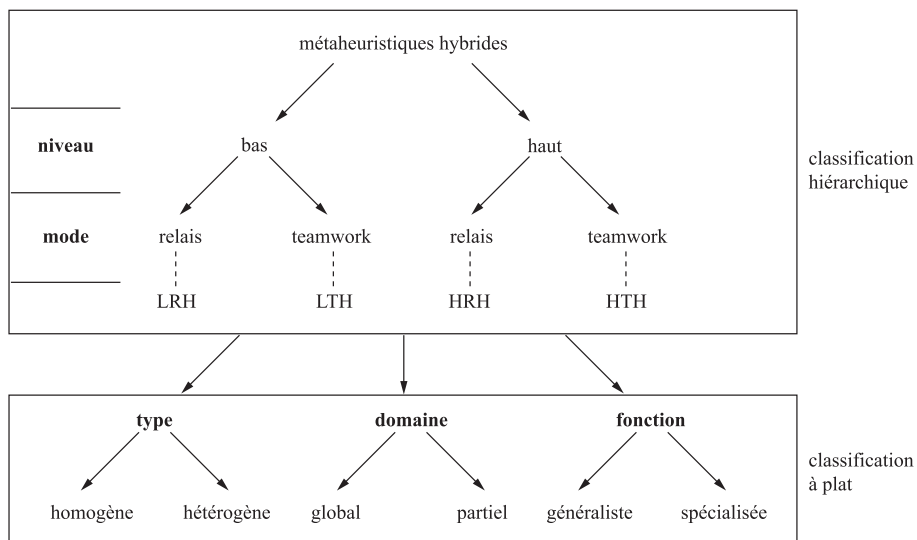 métaheuristiques hybrides
niveau
bas
haut
classification
hiérarchique
mode
relais
teamwork
relais
teamwork
LRH
LTH
HRH
HTH
type
domaine
fonction
classification
à plat
homogène
hétérogène
global
partiel
généraliste
spécialisée